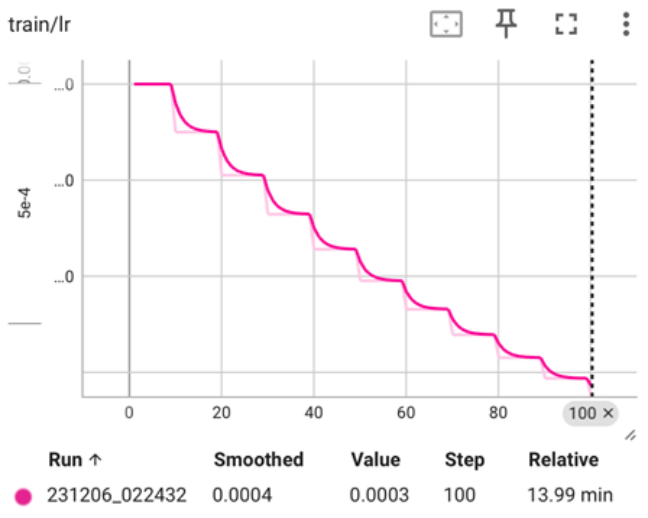 train/lr
...0
...0
5e-4
...0
0 20 40 60 80 100 ×
Run ↑ Smoothed Value Step Relative
231206_022432 0.0004 0.0003 100 13.99 min